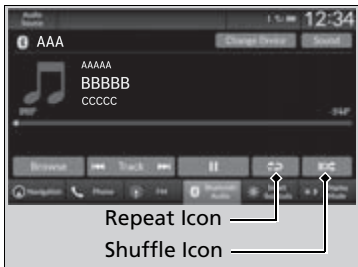 Audio
Source
12:34
AAA
Change Device
Sound
AAAAA
BBBBB
CCCCC
Browse
Track
Navigation
Phone
Bluetooth
Audio
Repeat Icon
Shuffle Icon